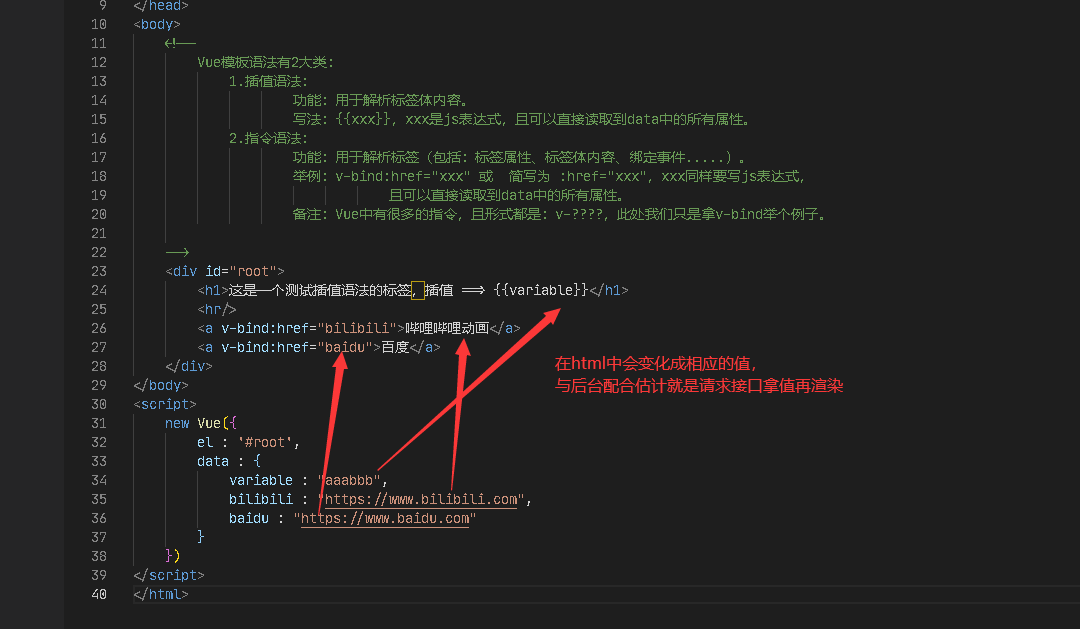 9 </head>
10 <body>
11 <!--
12 Vue模板语法有2大类:
13 1.插值语法:
14 功能: 用于解析标签体内容。
15 写法: {{xxx}}, xxx是js表达式, 且可以直接读取到data中的所有属性。
16 2.指令语法:
17 功能: 用于解析标签（包括: 标签属性、标签体内容、绑定事件.....）。
18 举例: v-bind:href="xxx" 或 简写为 :href="xxx", xxx同样要写js表达式,
19 且可以直接读取到data中的所有属性。
20 备注: Vue中有很多的指令, 且形式都是: v-????, 此处我们只是拿v-bind举个例子。
21
22 -->
23 <div id="root">
24 <h1>这是一个测试插值语法的标签，插值 ==> {{variable}}</h1>
25 <hr/>
26 <a v-bind:href="bilibili">哔哩哔哩动画</a>
27 <a v-bind:href="baidu">百度</a>
在html中会变化成相应的值,
与后台配合估计就是请求接口拿值再渲染
28 </div>
29 </body>
30 <script>
31 new Vue({
32 el : '#root',
33 data : {
34 variable : "aaabbb",
35 bilibili : "https://www.bilibili.com",
36 baidu : "https://www.baidu.com"
37 }
38 })
39 </script>
40 </html>